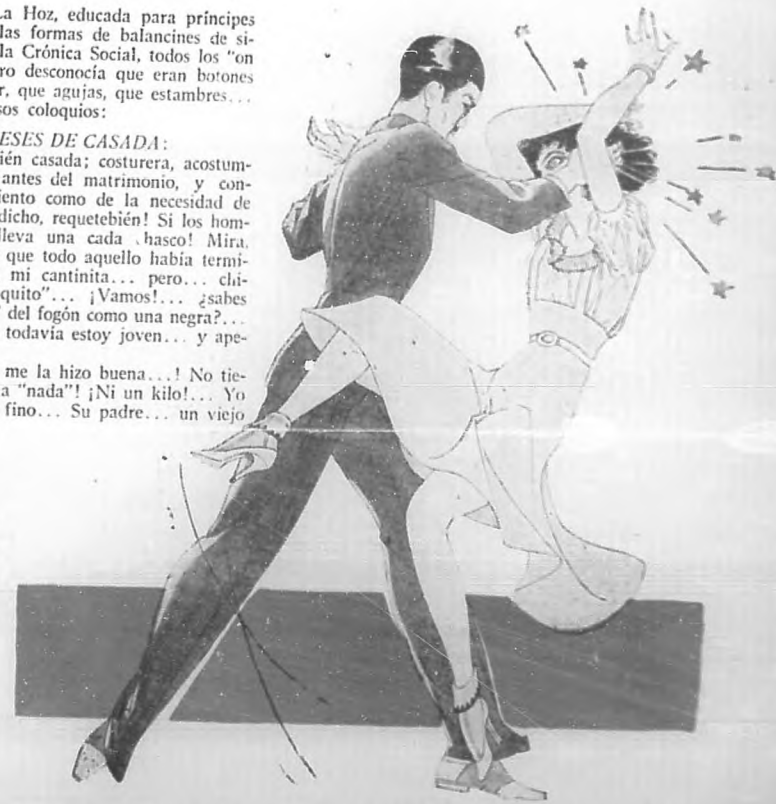 La Hoz, educada para príncipes
las formas de balancines de si-
la Crónica Social, todos los "on
ro desconocía que eran botones
r, que agujas, que estambres...
sos coloquios:
ESES DE CASADA:
ién casada; costurera, acostum-
antes del matrimonio, y con-
iento como de la necesidad de
dicho, requetebién! Si los hom-
lleva una cada hasco! Mira,
que todo aquello había termi-
mi cantinita... pero... chi-
quito"... ¡Vamos!... ¿sabes
del fogón como una negra?...
todavía estoy joven... y ape-
me la hizo buena...! No tie-
a "nada"! ¡Ni un kilo!... Yo
fino... Su padre... un viejo